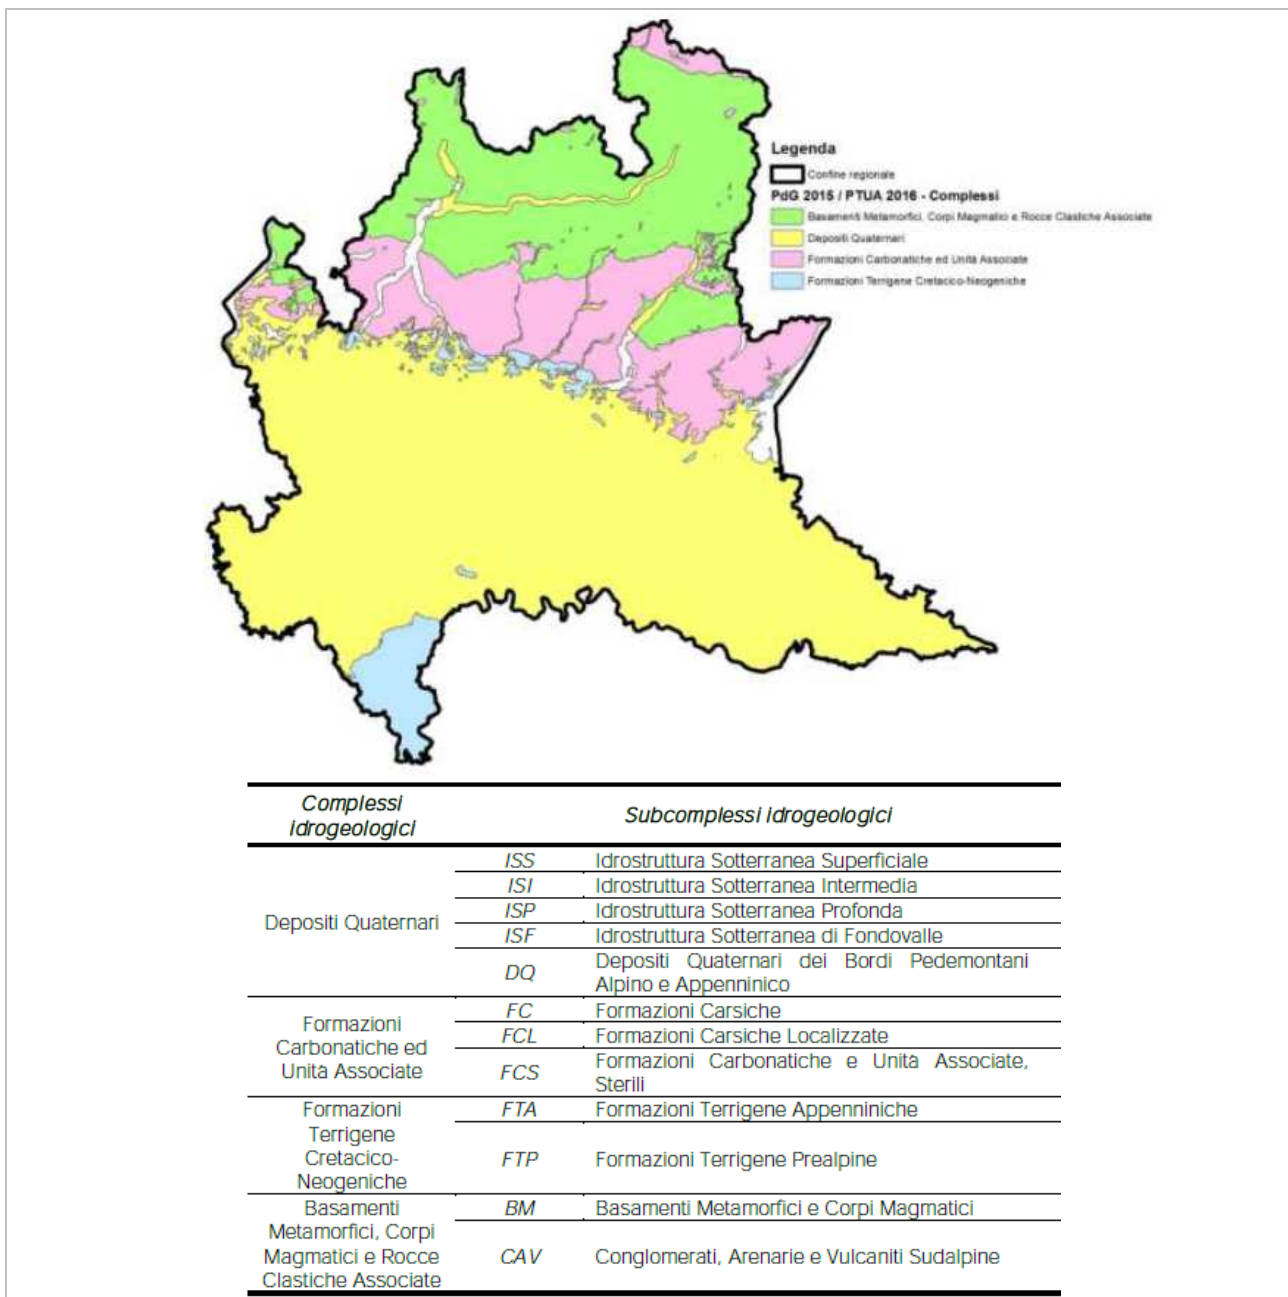 Legenda
Confine regionale
PdG 2015 / PTUA 2016 - Complessi
Basamenti Metamorfici, Corpi Magmatici e Rocce Clastiche Associate
Depositi Quaternari
Formazioni Carbonatiche ed Unità Associate
Formazioni Terrigene Cretacico-Neogeniche
Complessi
idrogeologici
Subcomplessi idrogeologici
Depositi Quaternari
ISS Idrostruttura Sotterranea Superficiale
ISI Idrostruttura Sotterranea Intermedia
ISP Idrostruttura Sotterranea Profonda
ISF Idrostruttura Sotterranea di Fondovalle
DQ Depositi Quaternari dei Bordi Pedemontani
Alpino e Appenninico
Formazioni
Carbonatiche ed
Unità Associate
FC Formazioni Carsiche
FCL Formazioni Carsiche Localizzate
FCS Formazioni Carbonatiche e Unità Associate,
Sterili
Formazioni
Terrigene
Cretacico-
Neogeniche
FTA Formazioni Terrigene Appenniniche
FTP Formazioni Terrigene Prealpine
Basamenti
Metamorfici, Corpi
Magmatici e Rocce
Clastiche Associate
BM Basamenti Metamorfici e Corpi Magmatici
CAV Conglomerati, Arenarie e Vulcaniti Sudalpine